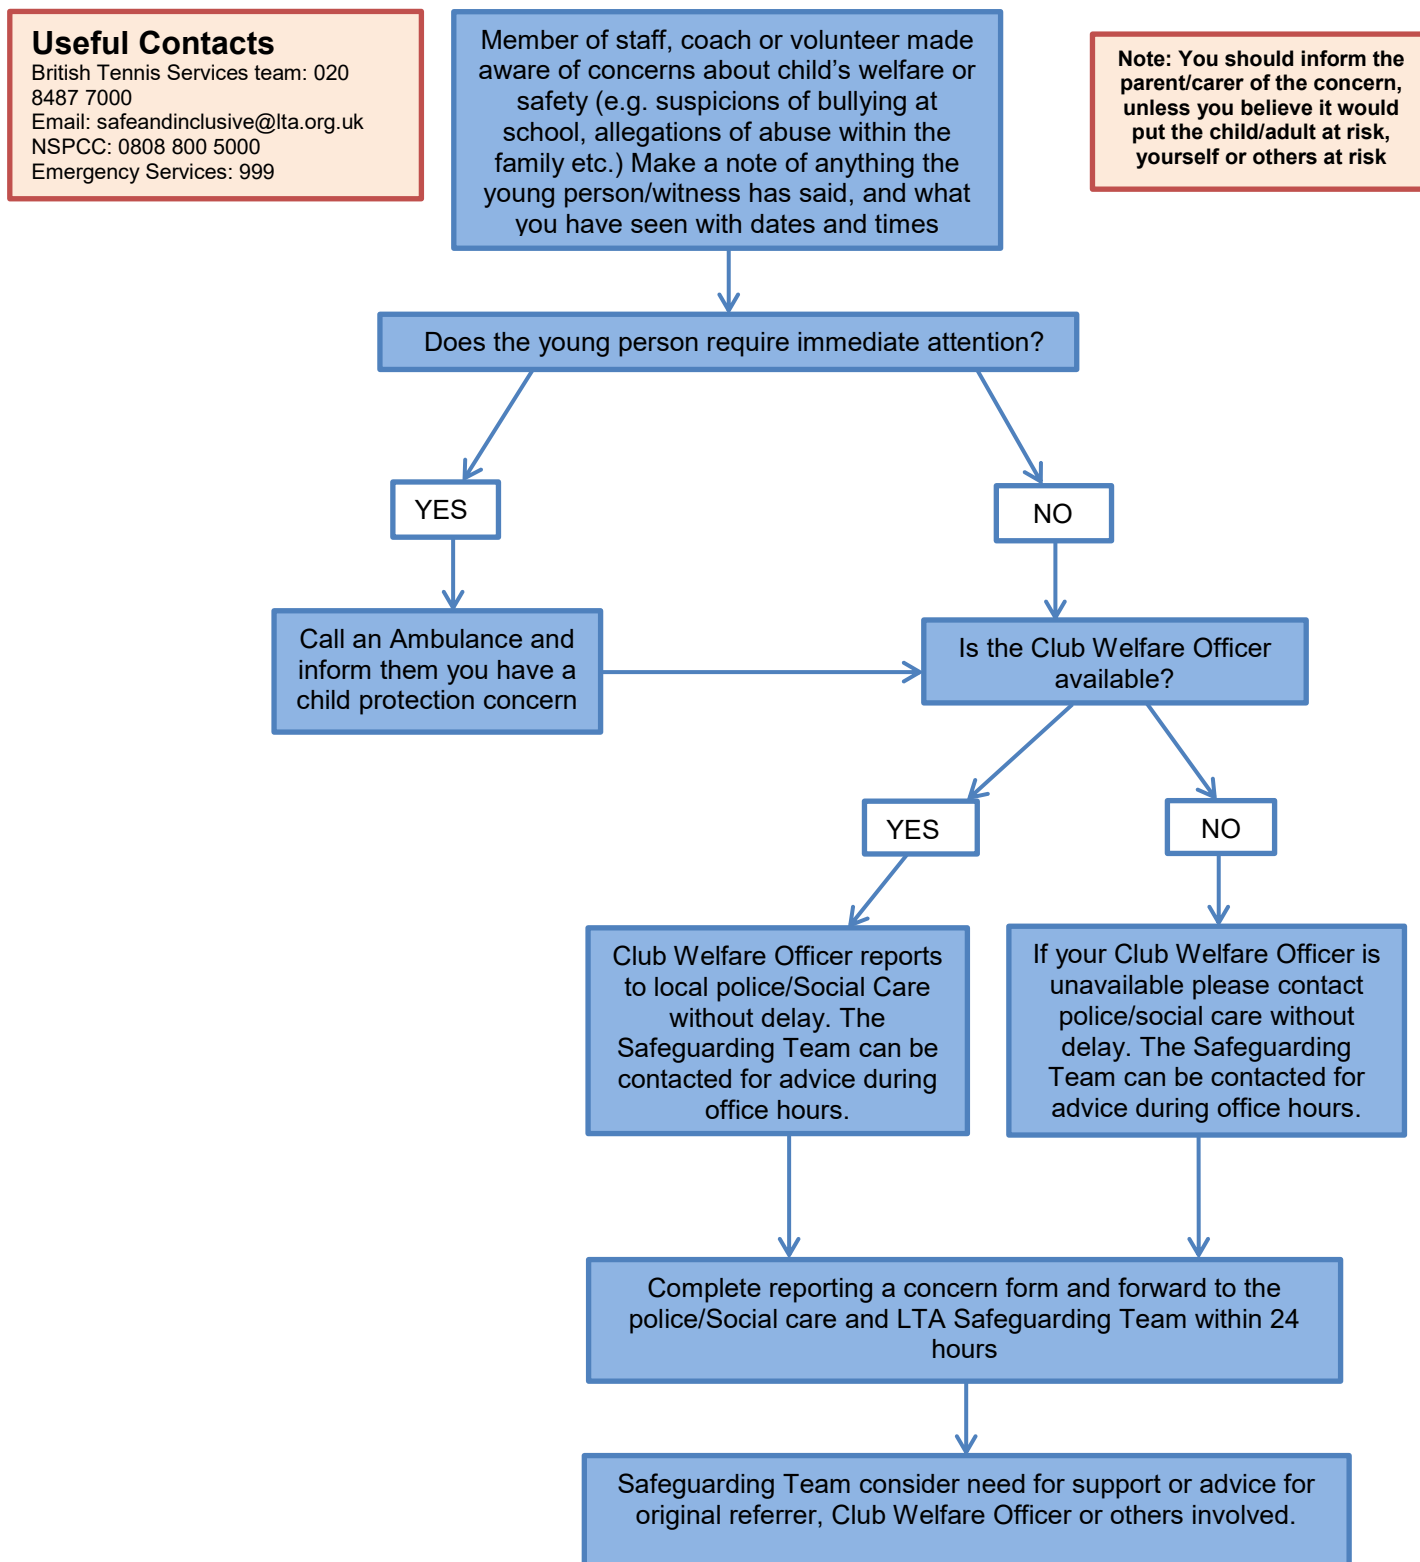 Useful Contacts
British Tennis Services team: 020
8487 7000
Email: safeandinclusive@lta.org.uk
NSPCC: 0808 800 5000
Emergency Services: 999
Member of staff, coach or volunteer made
aware of concerns about child’s welfare or
safety (e.g. suspicions of bullying at
school, allegations of abuse within the
family etc.) Make a note of anything the
young person/witness has said, and what
you have seen with dates and times
Note: You should inform the
parent/carer of the concern,
unless you believe it would
put the child/adult at risk,
yourself or others at risk
Does the young person require immediate attention?
YES
NO
Call an Ambulance and
inform them you have a
child protection concern
Is the Club Welfare Officer
available?
YES
NO
Club Welfare Officer reports
to local police/Social Care
without delay. The
Safeguarding Team can be
contacted for advice during
office hours.
If your Club Welfare Officer is
unavailable please contact
police/social care without
delay. The Safeguarding
Team can be contacted for
advice during office hours.
Complete reporting a concern form and forward to the
police/Social care and LTA Safeguarding Team within 24
hours
Safeguarding Team consider need for support or advice for
original referrer, Club Welfare Officer or others involved.